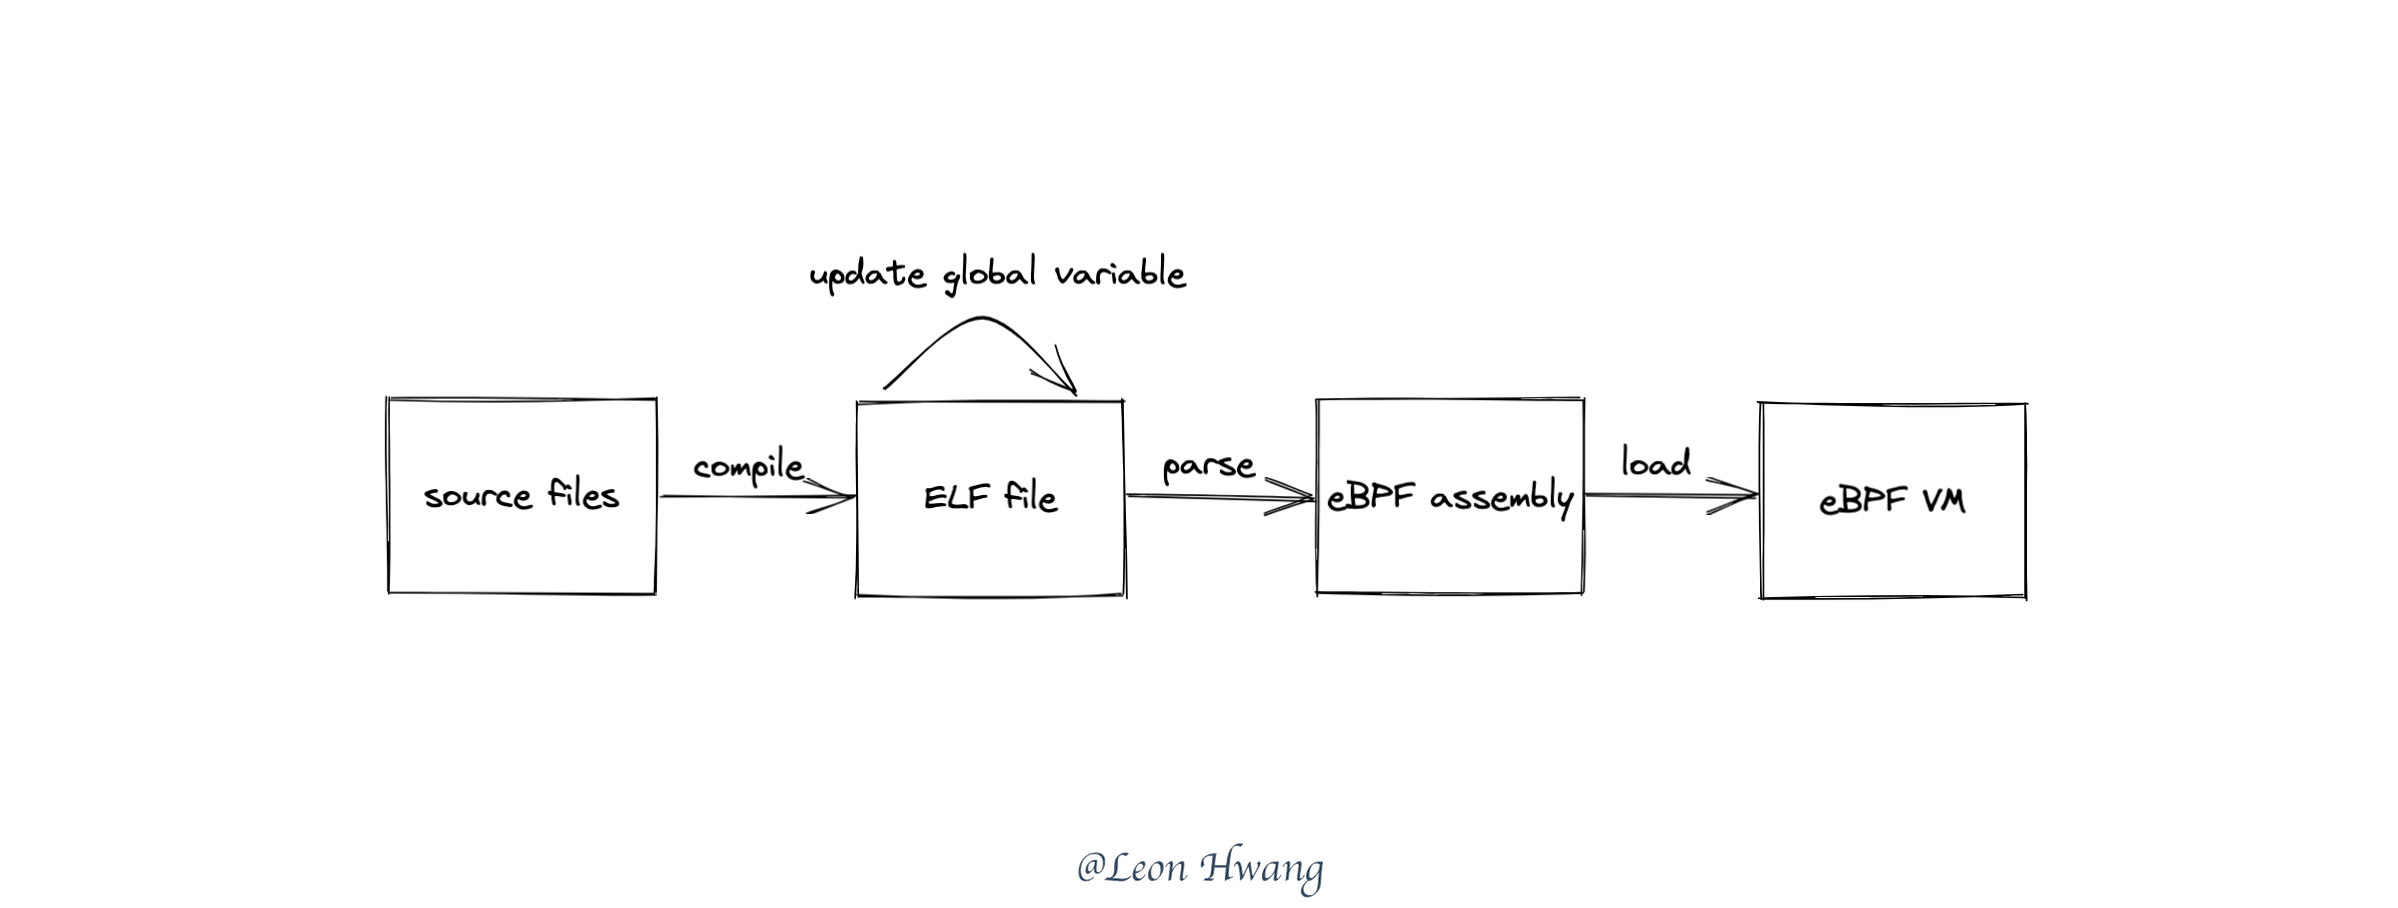 update global variable
source files
compile
ELF file
parse
eBPF assembly
load
eBPF VM
@Leon Hwang